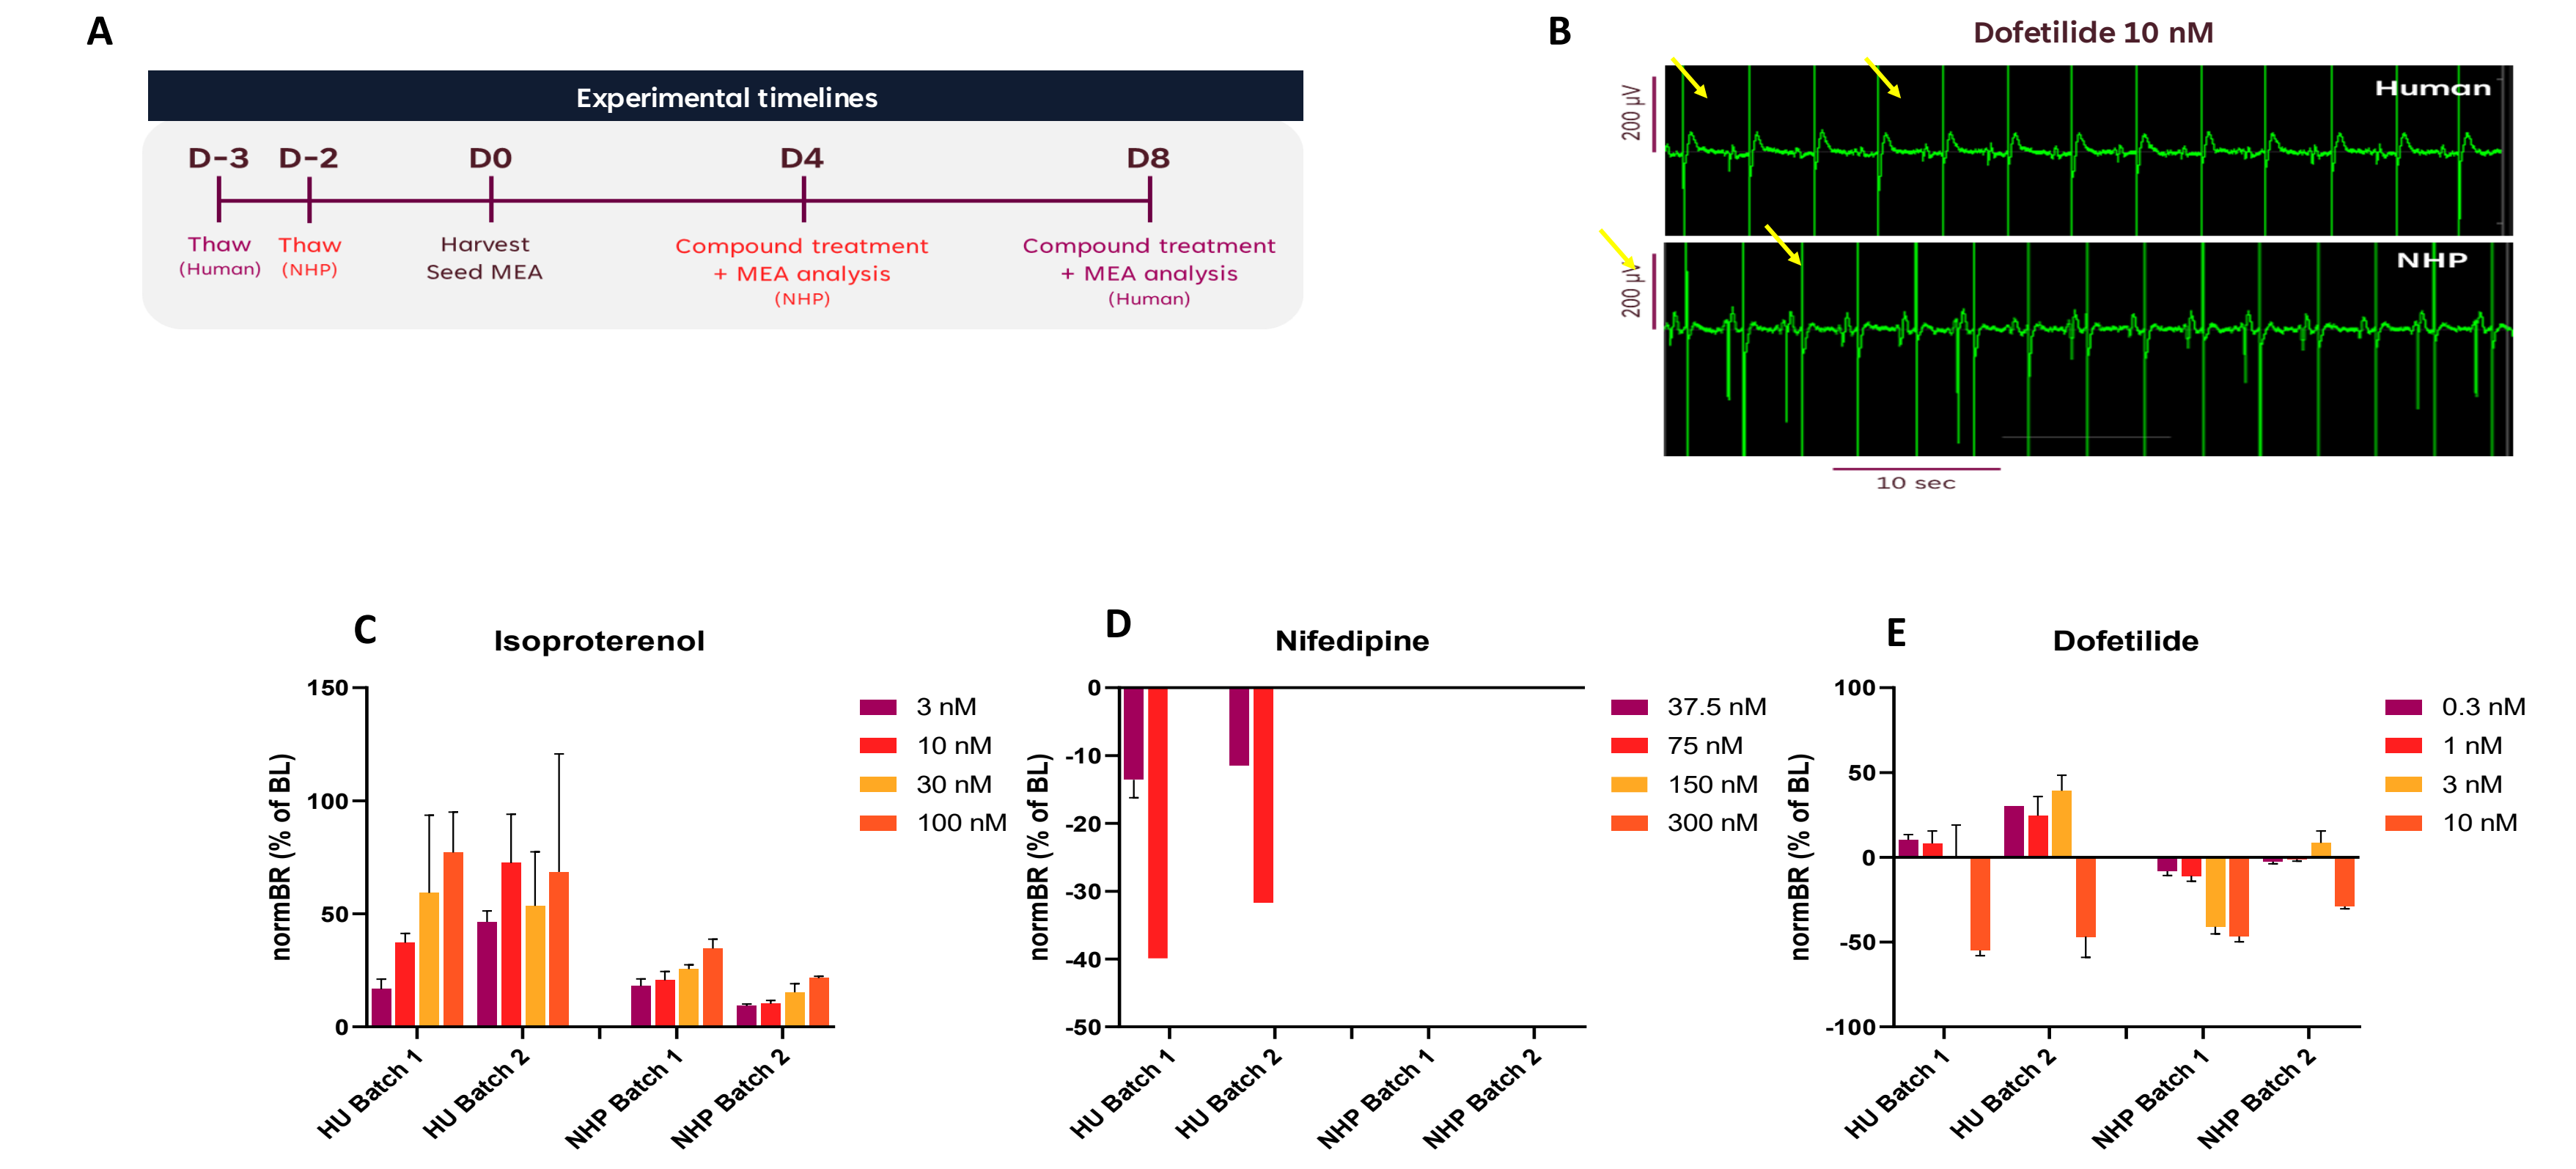 A
Experimental timelines
D-3 D-2 D0 D4 D8
Thaw
(Human)
Thaw
(NHP)
Harvest
Seed MEA
Compound treatment
+ MEA analysis
(NHP)
Compound treatment
+ MEA analysis
(Human)
B
Dofetilide 10 nM
200 µV
Human
200 µV
NHP
10 sec
C
Isoproterenol
normBR (% of BL)
150
100
50
0
HU Batch 1
HU Batch 2
NHP Batch 1
NHP Batch 2
3 nM
10 nM
30 nM
100 nM
D
Nifedipine
normBR (% of BL)
0
-10
-20
-30
-40
-50
HU Batch 1
HU Batch 2
NHP Batch 1
NHP Batch 2
37.5 nM
75 nM
150 nM
300 nM
E
Dofetilide
normBR (% of BL)
100
50
0
-50
-100
HU Batch 1
HU Batch 2
NHP Batch 1
NHP Batch 2
0.3 nM
1 nM
3 nM
10 nM